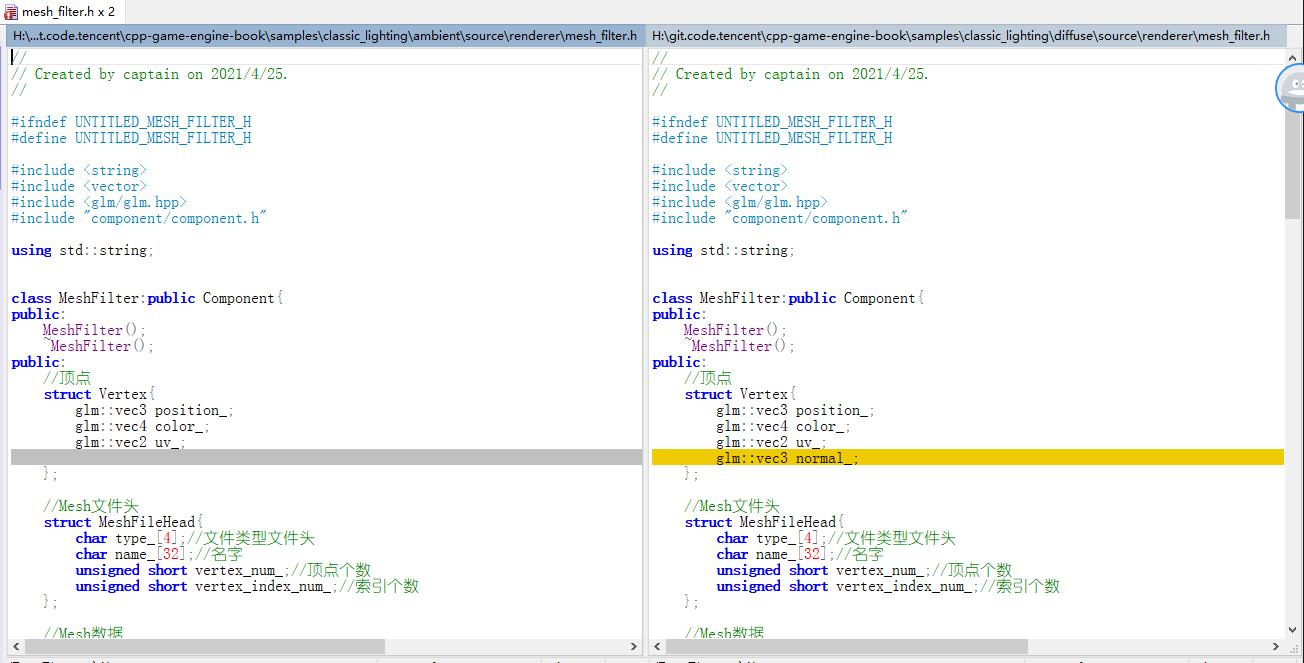 mesh_filter.h x 2
H:\...t.code.tencent\cpp-game-engine-book\samples\classic_lighting\ambient\source\renderer\mesh_filter.h
//
// Created by captain on 2021/4/25.
//
#ifndef UNTITLED_MESH_FILTER_H
#define UNTITLED_MESH_FILTER_H
#include <string>
#include <vector>
#include <glm/glm.hpp>
#include "component/component.h"
using std::string;
class MeshFilter:public Component{
public:
MeshFilter();
~MeshFilter();
public:
//顶点
struct Vertex{
glm::vec3 position_;
glm::vec4 color_;
glm::vec2 uv_;
};
//Mesh文件头
struct MeshFileHead{
char type_[4];//文件类型文件头
char name_[32];//名字
unsigned short vertex_num_;//顶点个数
unsigned short vertex_index_num_;//索引个数
};
//Mesh数据
H:\git.code.tencent\cpp-game-engine-book\samples\classic_lighting\diffuse\source\renderer\mesh_filter.h
//
// Created by captain on 2021/4/25.
//
#ifndef UNTITLED_MESH_FILTER_H
#define UNTITLED_MESH_FILTER_H
#include <string>
#include <vector>
#include <glm/glm.hpp>
#include "component/component.h"
using std::string;
class MeshFilter:public Component{
public:
MeshFilter();
~MeshFilter();
public:
//顶点
struct Vertex{
glm::vec3 position_;
glm::vec4 color_;
glm::vec2 uv_;
glm::vec3 normal_;
};
//Mesh文件头
struct MeshFileHead{
char type_[4];//文件类型文件头
char name_[32];//名字
unsigned short vertex_num_;//顶点个数
unsigned short vertex_index_num_;//索引个数
};
//Mesh数据